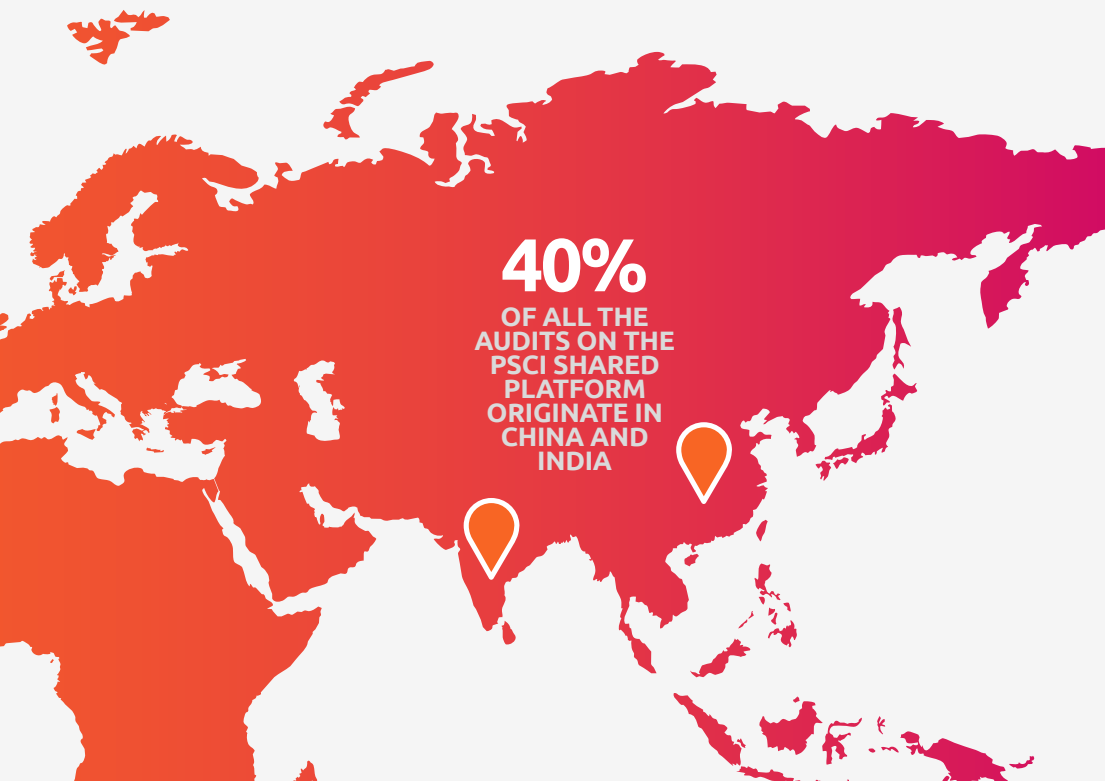 40%
OF ALL THE
AUDITS ON THE
PSCI SHARED
PLATFORM
ORIGINATE IN
CHINA AND
INDIA